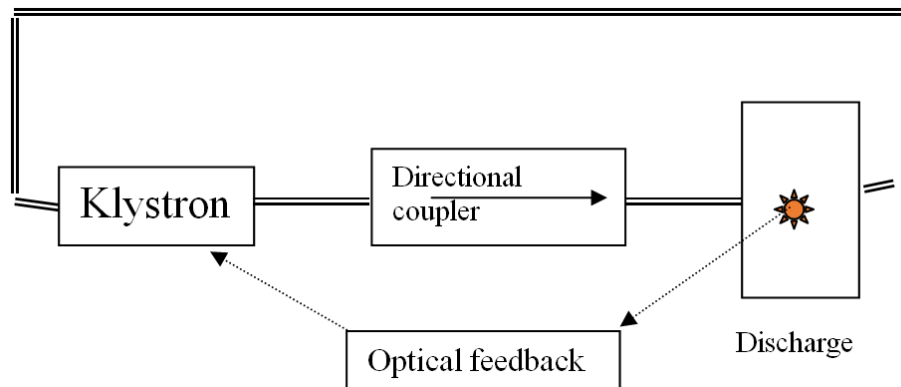 Klystron
Directional
coupler
Discharge
Optical feedback